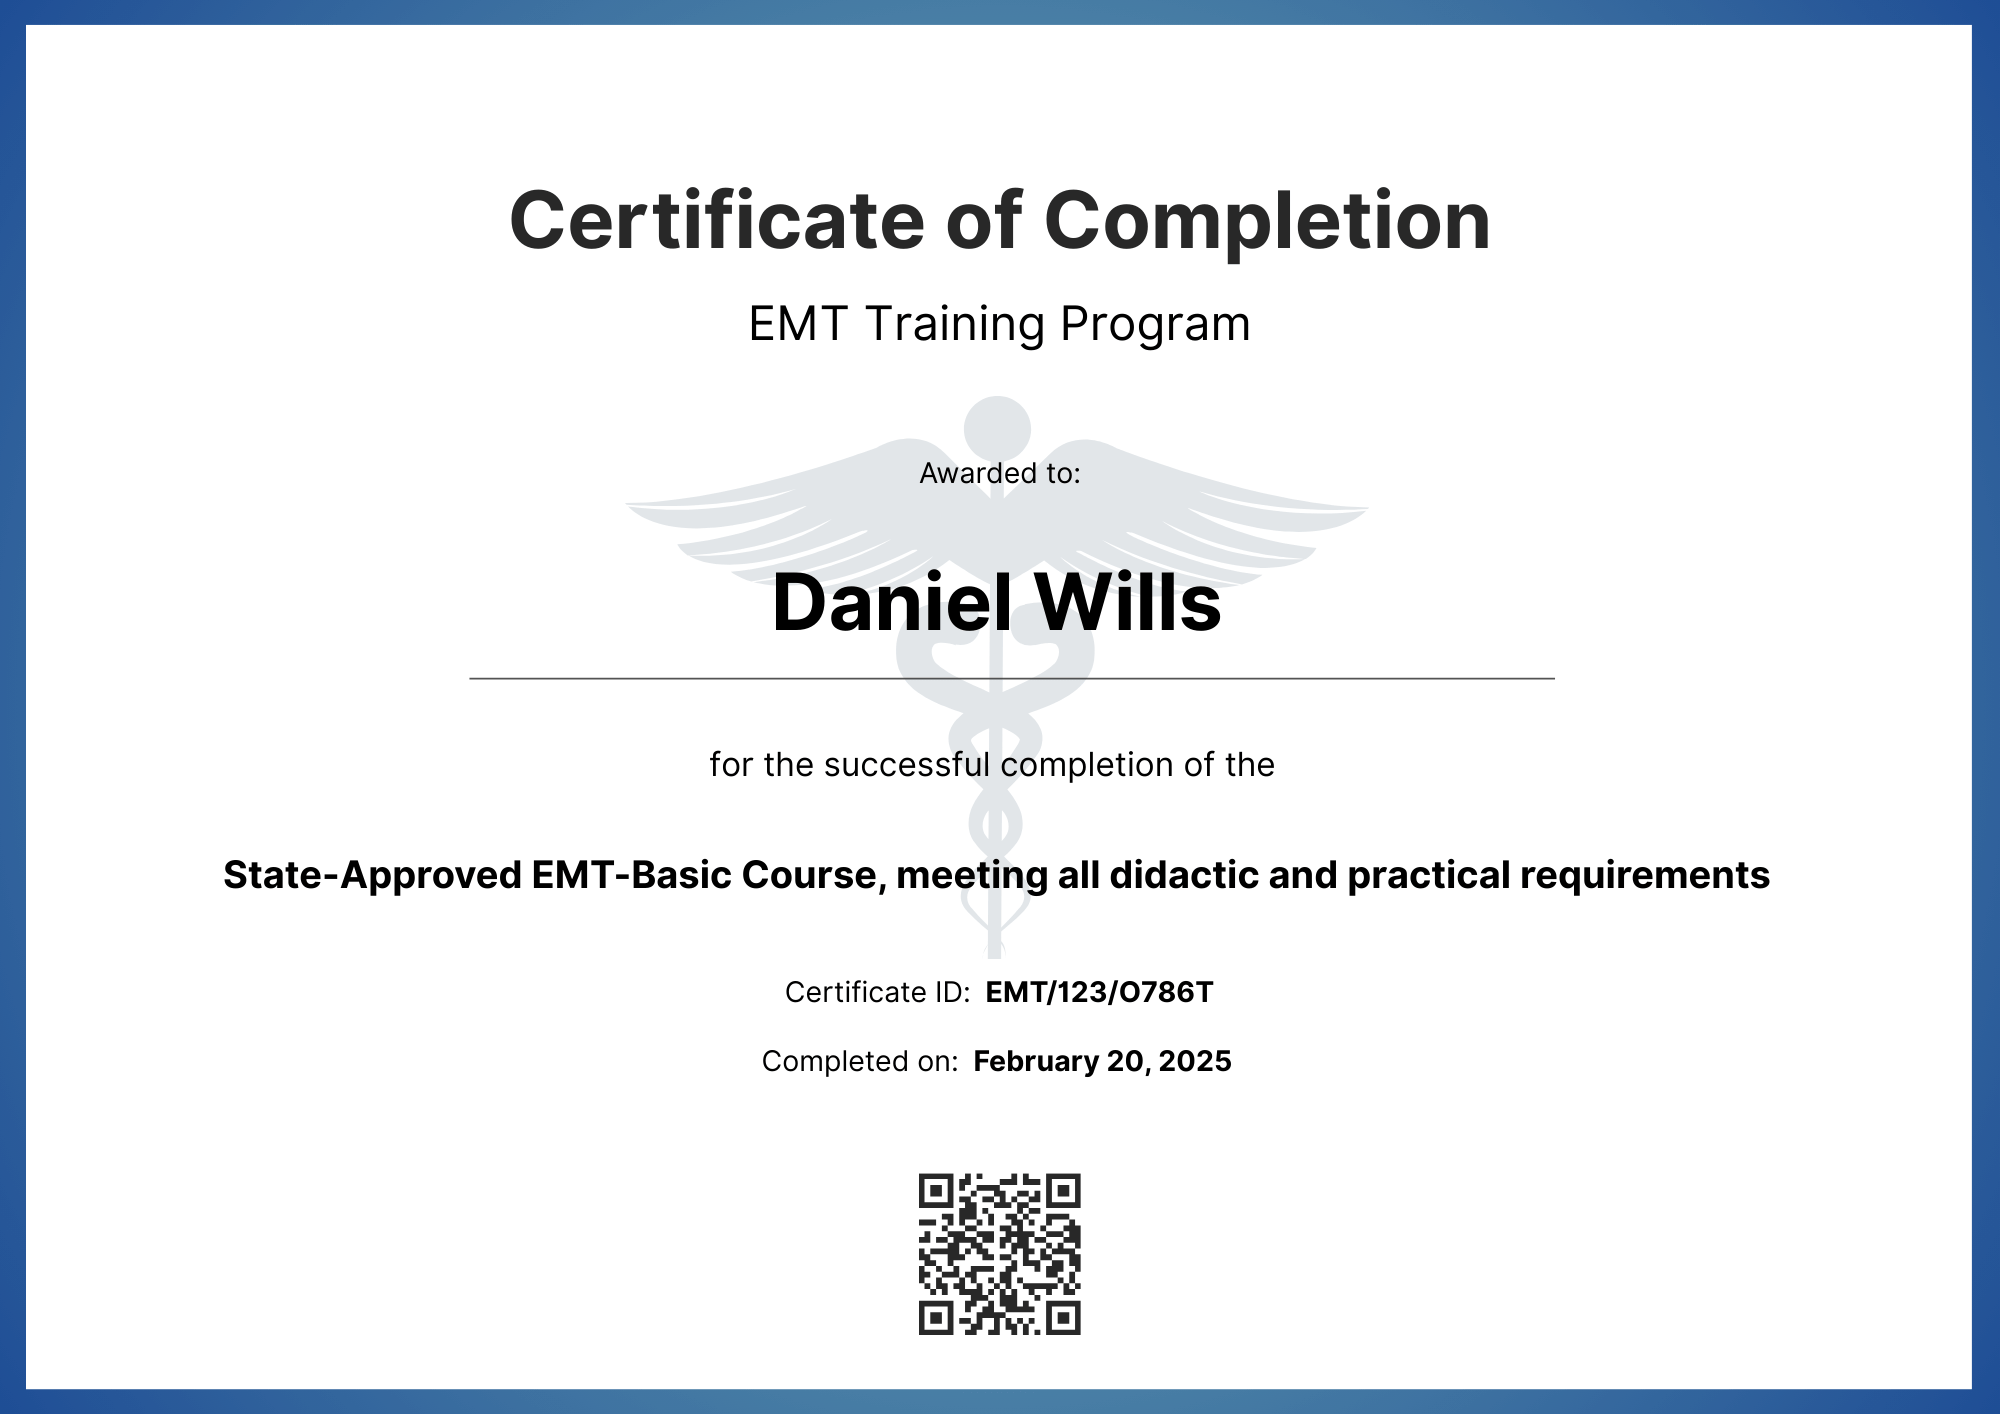 Certificate of Completion
EMT Training Program
Awarded to:
Daniel Wills
for the successful completion of the
State-Approved EMT-Basic Course, meeting all didactic and practical requirements
Certificate ID: EMT/123/O786T
Completed on: February 20, 2025